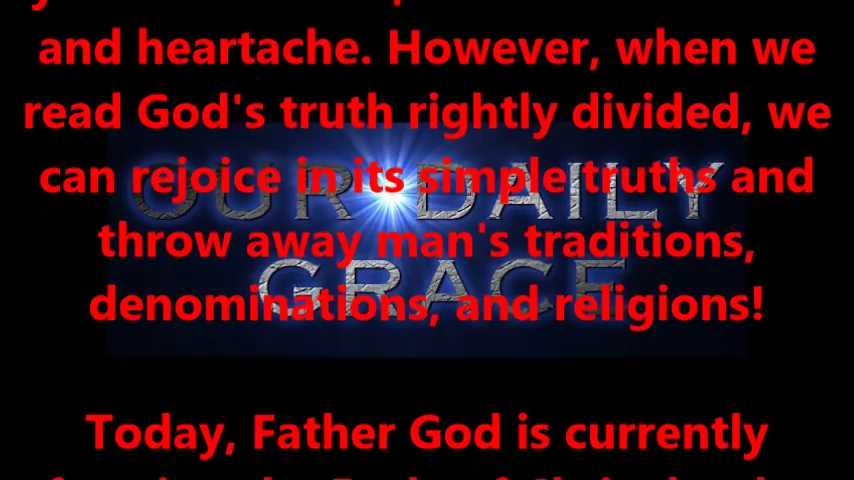 and heartache. However, when we
read God's truth rightly divided, we
can rejoice in its simple truths and
throw away man's traditions,
denominations, and religions!
Today, Father God is currently
OUR DAILY
GRACE